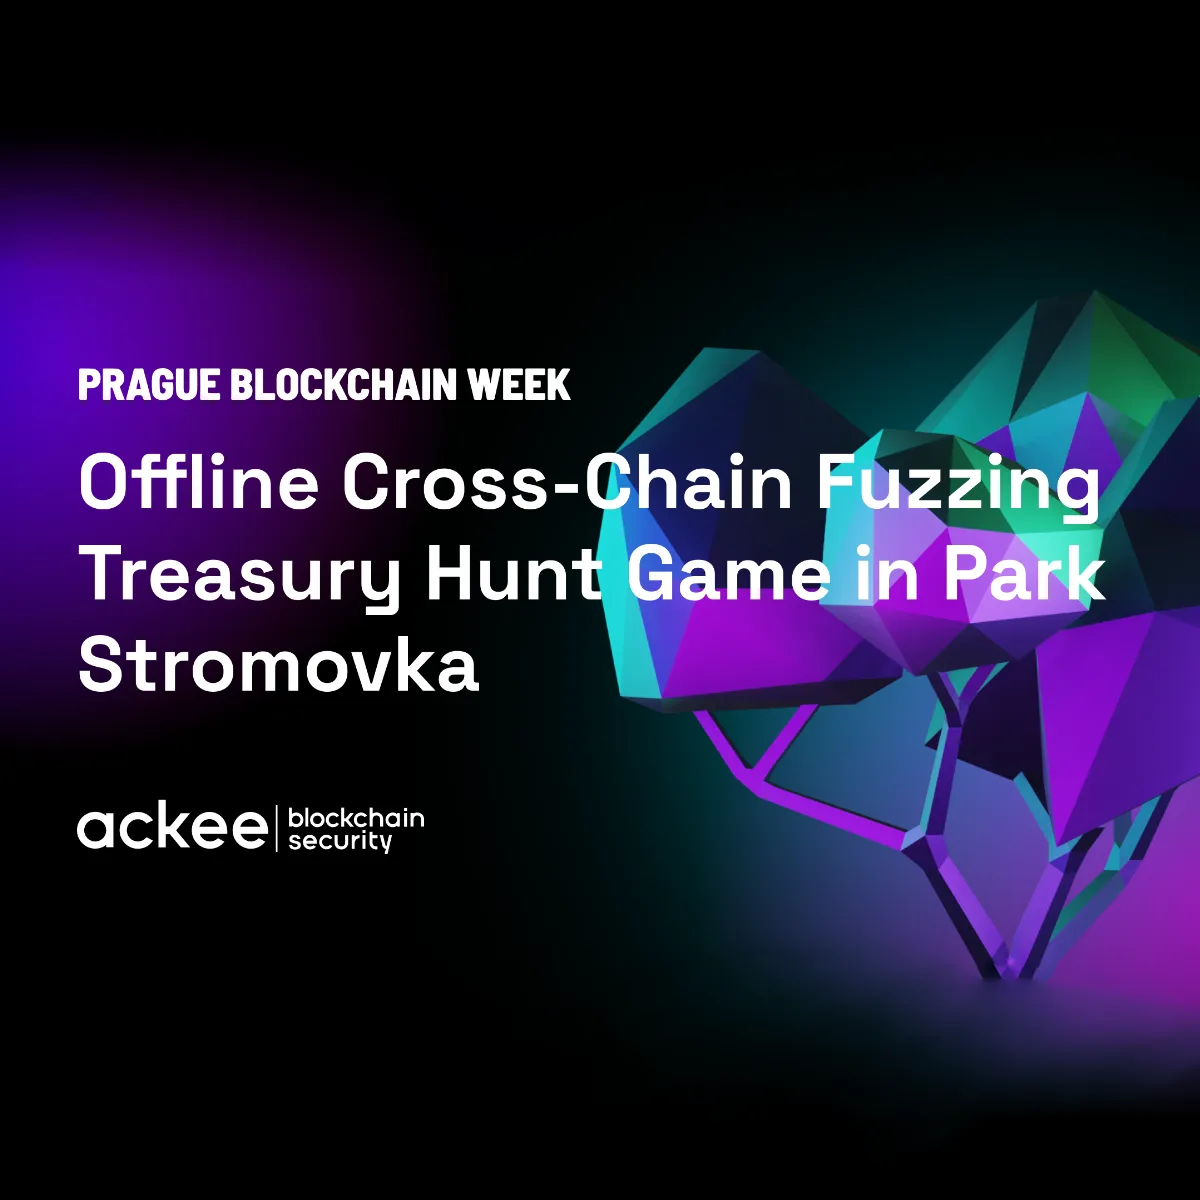 PRAGUE BLOCKCHAIN WEEK
Offline Cross-Chain Fuzzing
Treasury Hunt Game in Park
Stromovka
ackee
blockchain
security